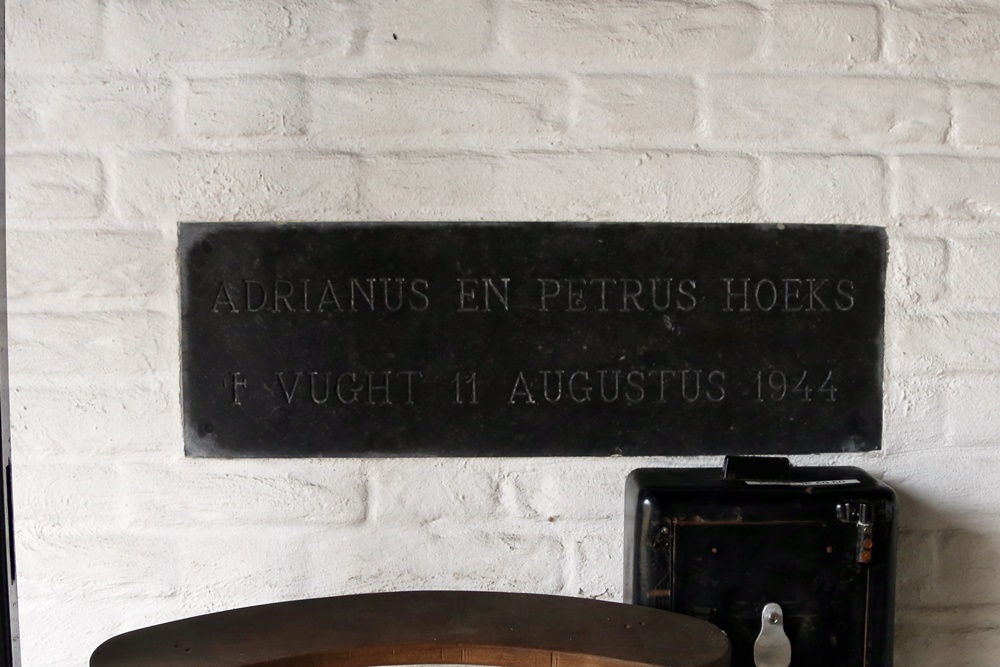 ADRIANUS EN PETRUS HOEKS
VUGHT 11 AUGUSTUS 1944